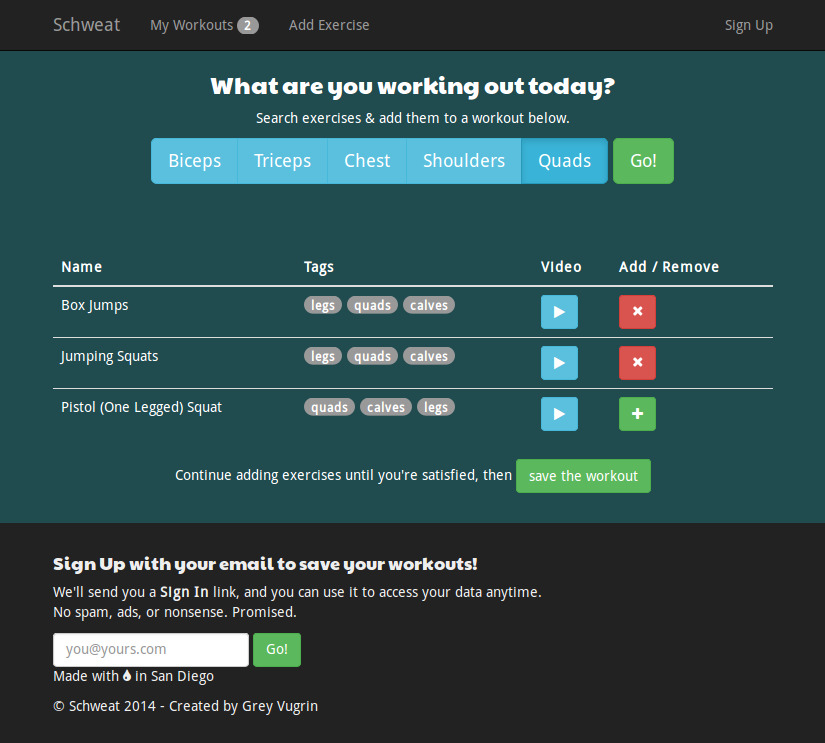 Schweat My Workouts 2 Add Exercise Sign Up
What are you working out today?
Search exercises & add them to a workout below.
Biceps Triceps Chest Shoulders Quads Go!
Name Tags Video Add / Remove
Box Jumps legs quads calves
Jumping Squats legs quads calves
Pistol (One Legged) Squat quads calves legs
Continue adding exercises until you're satisfied, then save the workout
Sign Up with your email to save your workouts!
We'll send you a Sign In link, and you can use it to access your data anytime.
No spam, ads, or nonsense. Promised.
you@yours.com Go!
Made with in San Diego
© Schweat 2014 - Created by Grey Vugrin